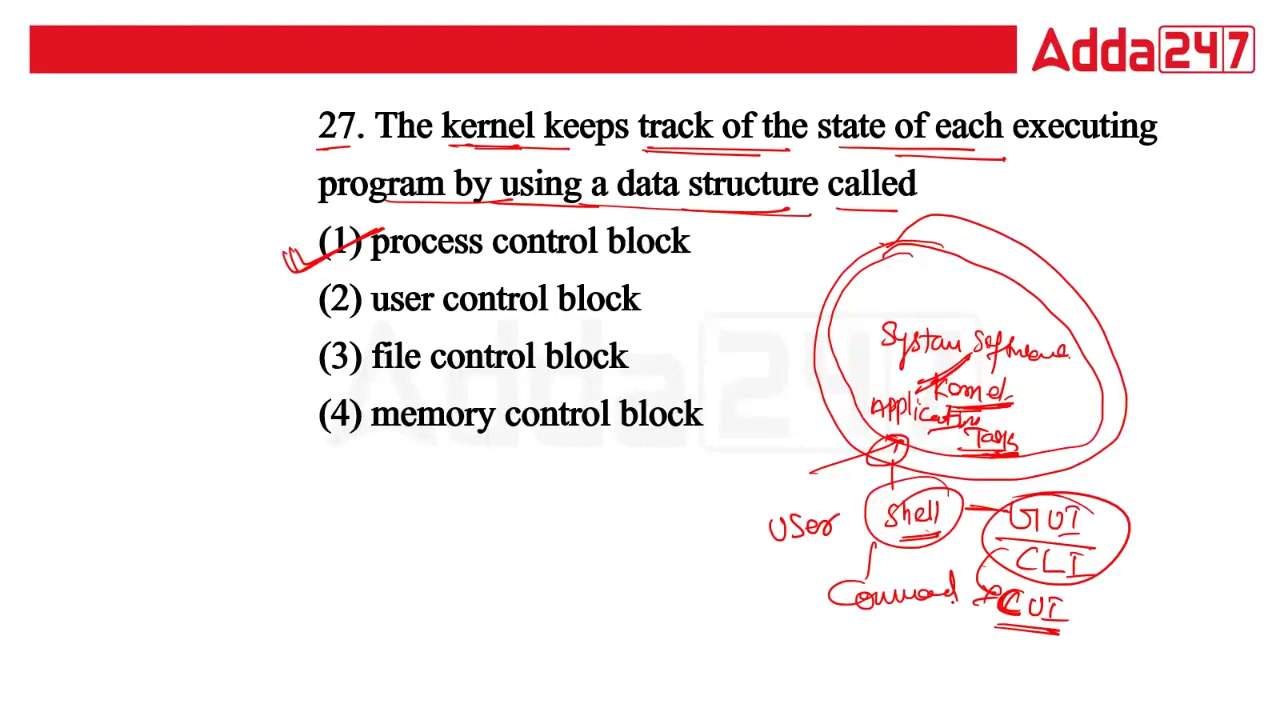 Adda247
27. The kernel keeps track of the state of each executing
program by using a data structure called
(1) process control block
(2) user control block
(3) file control block
(4) memory control block
Adda247
System Software
Kernel
Application
User
Shell
GUI
CLI
Command
CUI